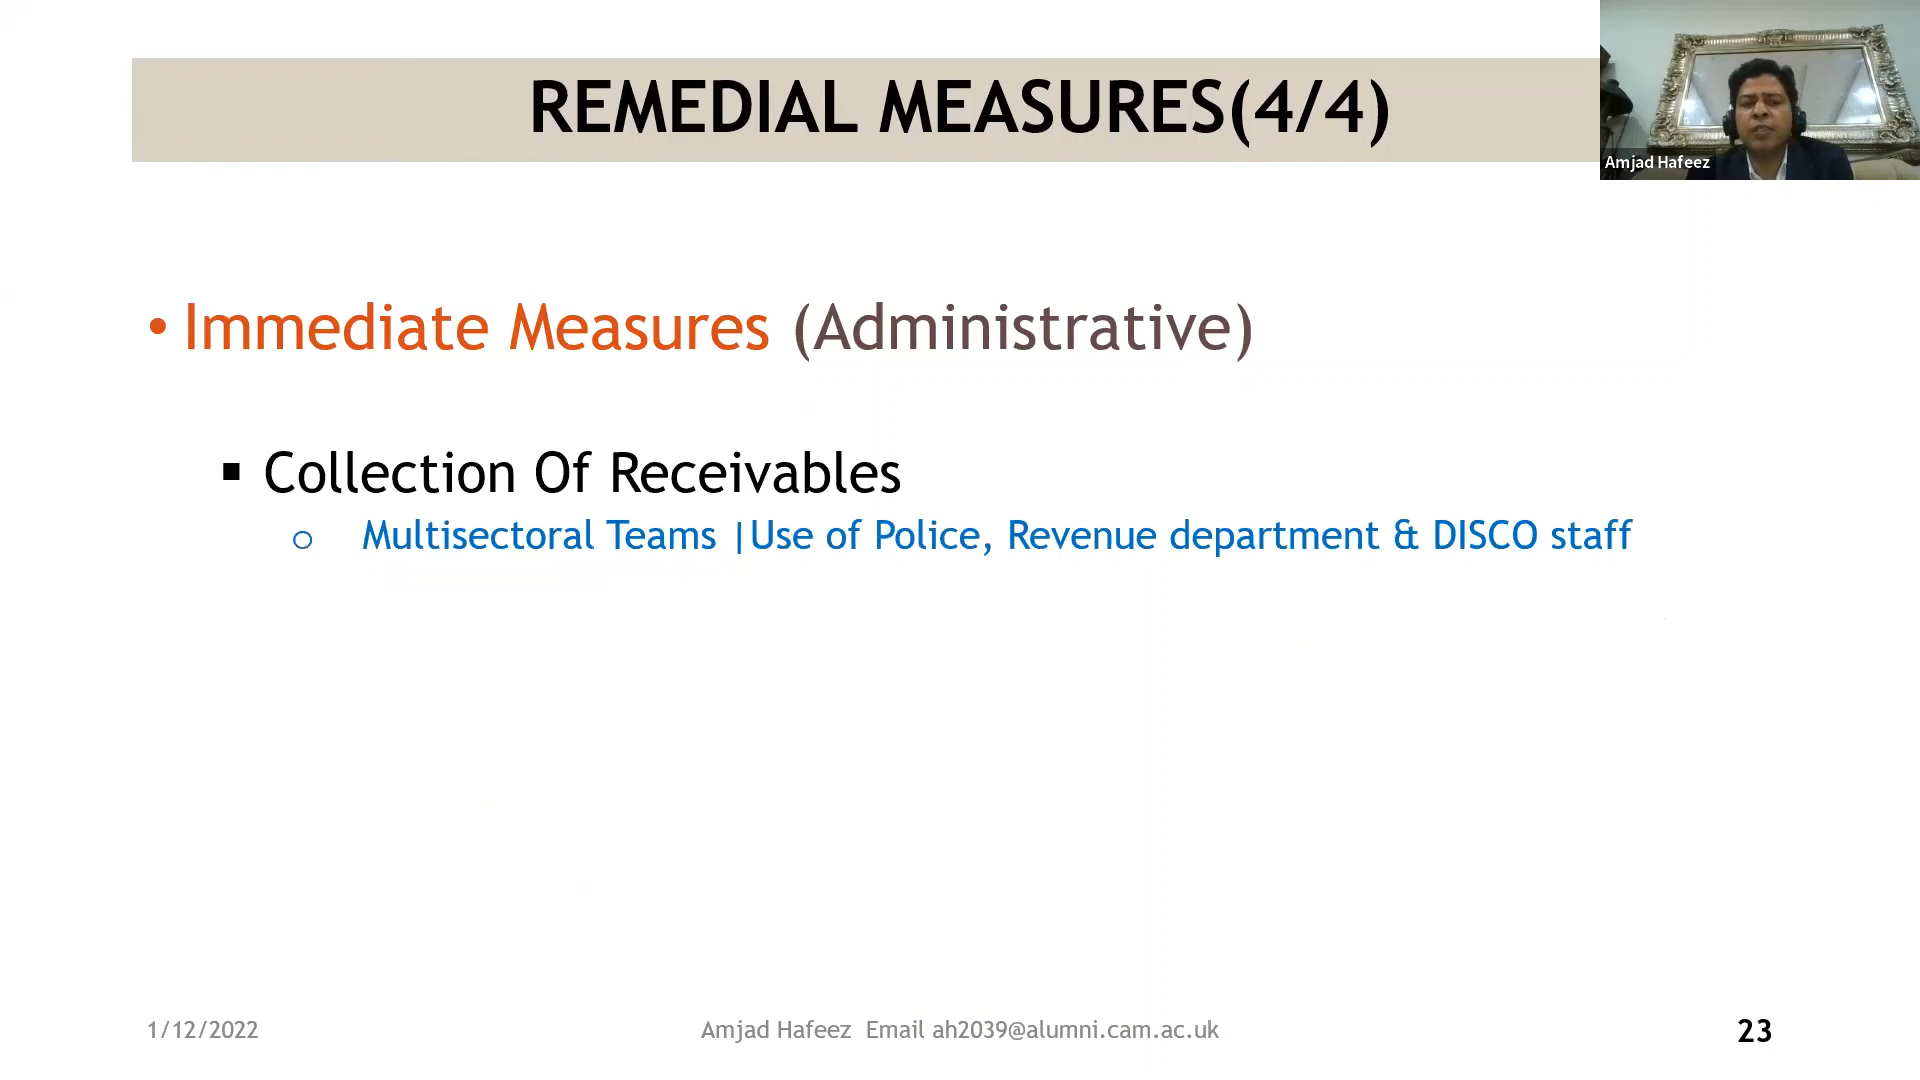 REMEDIAL MEASURES(4/4)
Amjad Hafeez
• Immediate Measures (Administrative)
▪ Collection Of Receivables
o Multisectoral Teams |Use of Police, Revenue department & DISCO staff
1/12/2022
Amjad Hafeez Email ah2039@alumni.cam.ac.uk
23